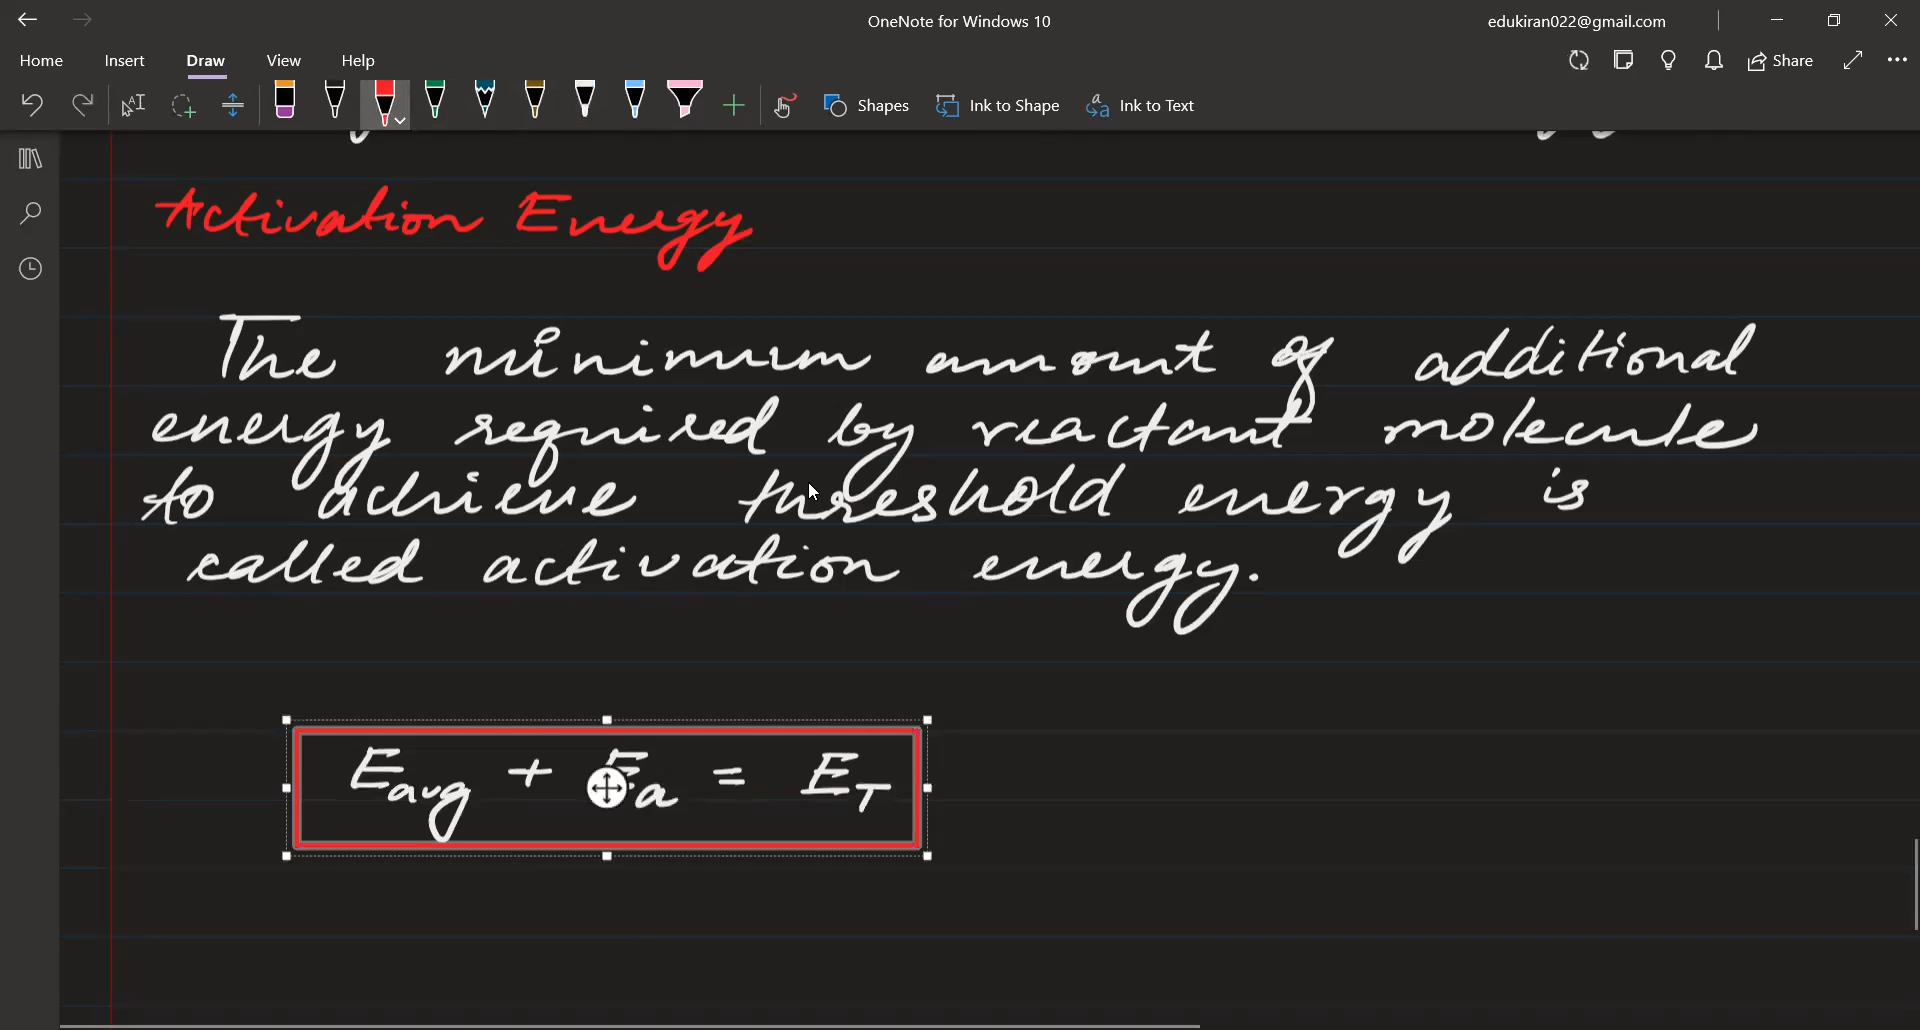 OneNote for Windows 10
edukiran022@gmail.com
Home Insert Draw View Help
Share
Shapes Ink to Shape Ink to Text
Activation Energy
The minimum amount of additional
energy required by reactant molecule
to achieve threshold energy is
called activation energy.
Eavg + Ea = ET